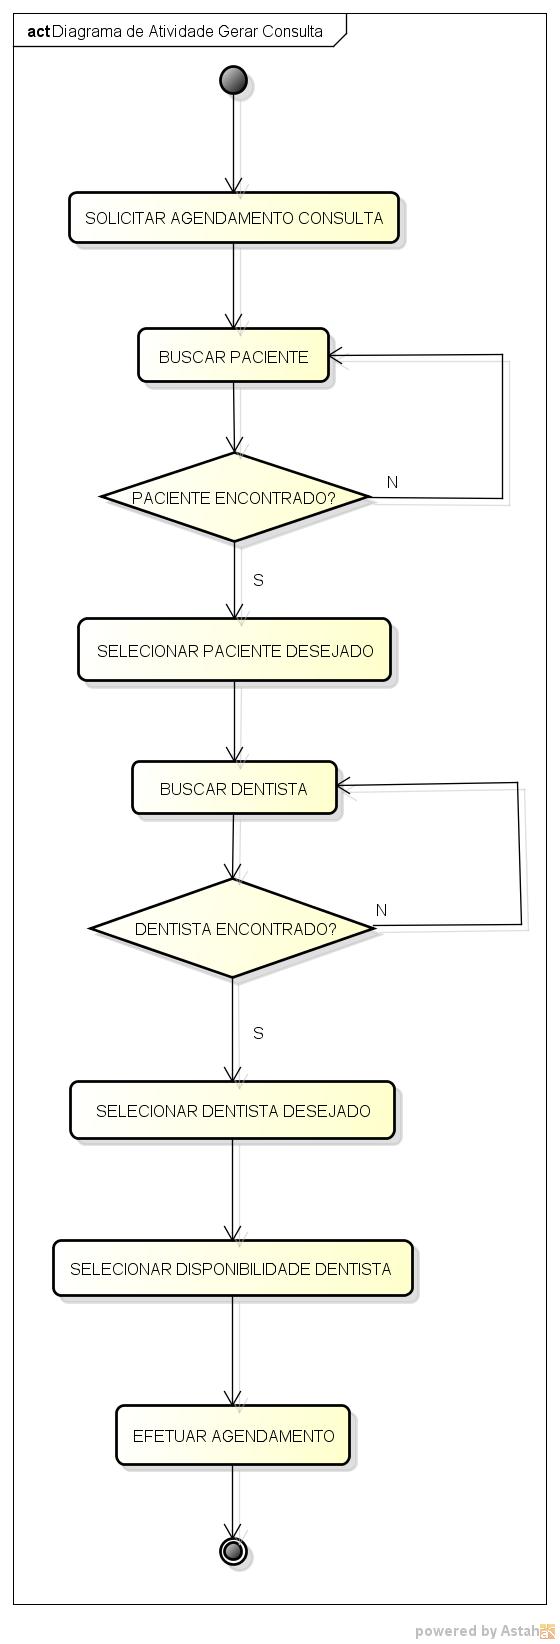 act Diagrama de Atividade Gerar Consulta
SOLICITAR AGENDAMENTO CONSULTA
BUSCAR PACIENTE
PACIENTE ENCONTRADO?
N
S
SELECIONAR PACIENTE DESEJADO
BUSCAR DENTISTA
N
DENTISTA ENCONTRADO?
S
SELECIONAR DENTISTA DESEJADO
SELECIONAR DISPONIBILIDADE DENTISTA
EFETUAR AGENDAMENTO
powered by Astah